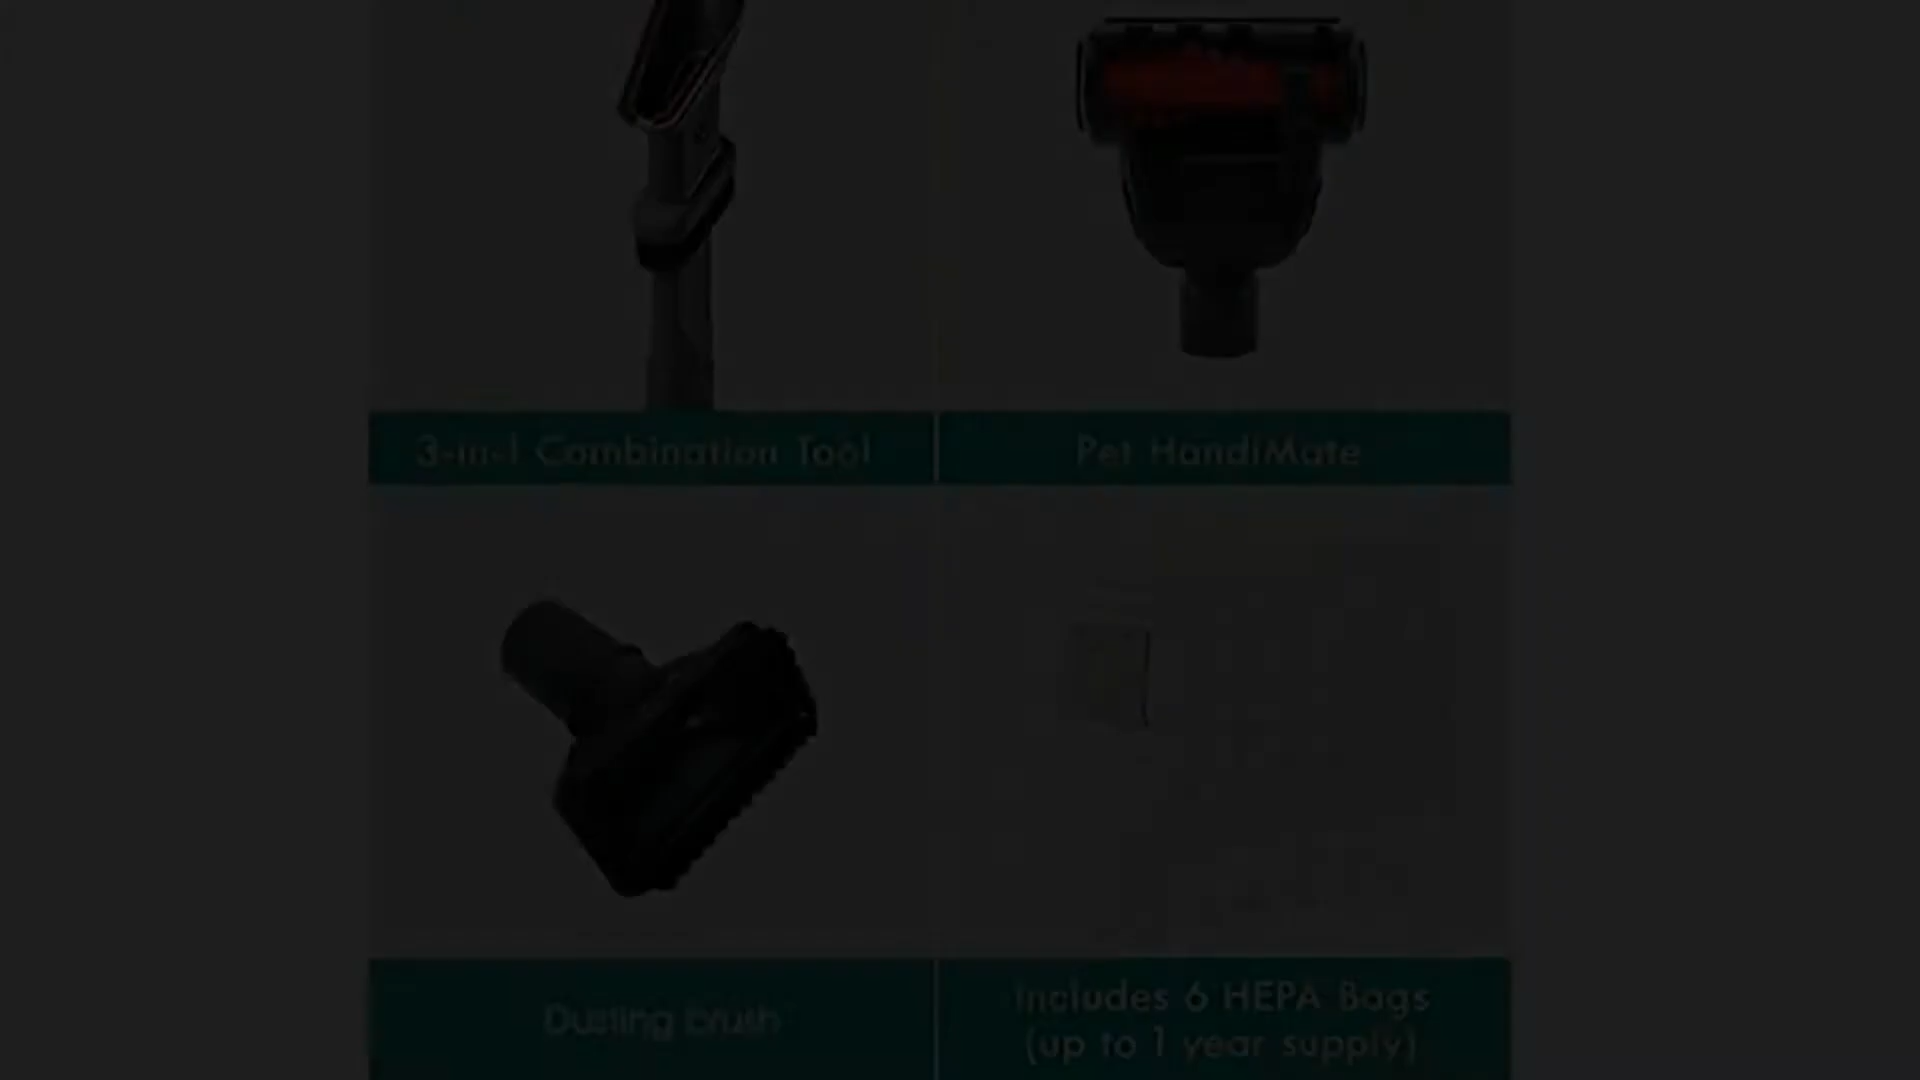 3-in-1 Combination Tool
Pet HandiMate
Dusting brush
Includes 6 HEPA Bags
(up to 1 year supply)